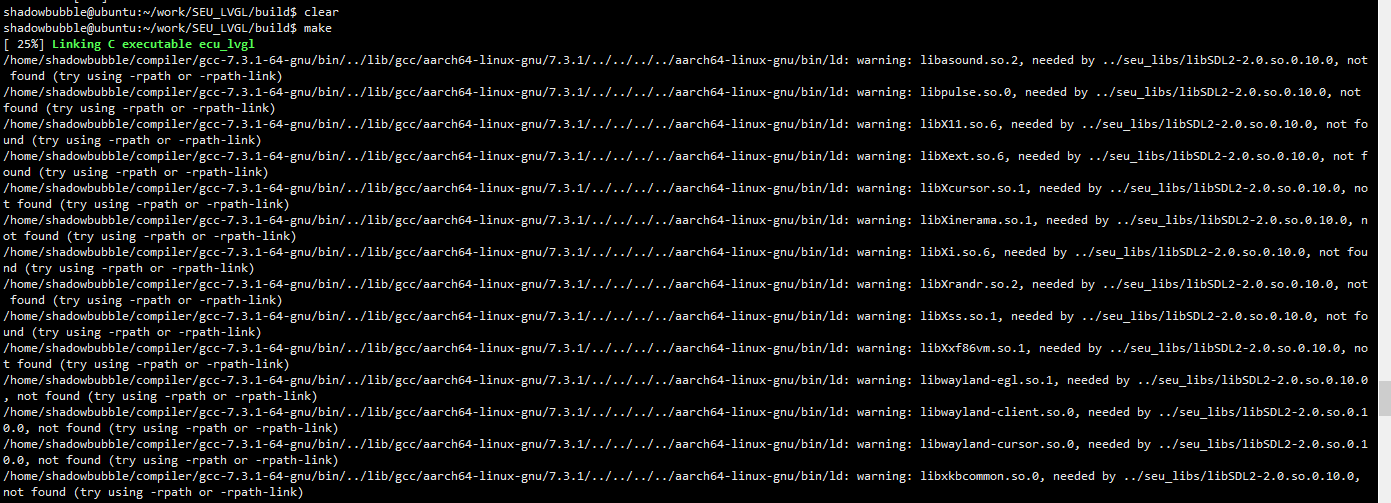 shadowbubble@ubuntu:~/work/SEU_LVGL/build$ clear
shadowbubble@ubuntu:~/work/SEU_LVGL/build$ make
[ 25%] Linking C executable ecu_lvgl
/home/shadowbubble/compiler/gcc-7.3.1-64-gnu/bin/../lib/gcc/aarch64-linux-gnu/7.3.1/../../../../aarch64-linux-gnu/bin/ld: warning: libasound.so.2, needed by ../seu_libs/libSDL2-2.0.so.0.10.0, not
 found (try using -rpath or -rpath-link)
/home/shadowbubble/compiler/gcc-7.3.1-64-gnu/bin/../lib/gcc/aarch64-linux-gnu/7.3.1/../../../../aarch64-linux-gnu/bin/ld: warning: libpulse.so.0, needed by ../seu_libs/libSDL2-2.0.so.0.10.0, not
found (try using -rpath or -rpath-link)
/home/shadowbubble/compiler/gcc-7.3.1-64-gnu/bin/../lib/gcc/aarch64-linux-gnu/7.3.1/../../../../aarch64-linux-gnu/bin/ld: warning: libX11.so.6, needed by ../seu_libs/libSDL2-2.0.so.0.10.0, not fo
und (try using -rpath or -rpath-link)
/home/shadowbubble/compiler/gcc-7.3.1-64-gnu/bin/../lib/gcc/aarch64-linux-gnu/7.3.1/../../../../aarch64-linux-gnu/bin/ld: warning: libXext.so.6, needed by ../seu_libs/libSDL2-2.0.so.0.10.0, not f
ound (try using -rpath or -rpath-link)
/home/shadowbubble/compiler/gcc-7.3.1-64-gnu/bin/../lib/gcc/aarch64-linux-gnu/7.3.1/../../../../aarch64-linux-gnu/bin/ld: warning: libXcursor.so.1, needed by ../seu_libs/libSDL2-2.0.so.0.10.0, no
t found (try using -rpath or -rpath-link)
/home/shadowbubble/compiler/gcc-7.3.1-64-gnu/bin/../lib/gcc/aarch64-linux-gnu/7.3.1/../../../../aarch64-linux-gnu/bin/ld: warning: libXinerama.so.1, needed by ../seu_libs/libSDL2-2.0.so.0.10.0, n
ot found (try using -rpath or -rpath-link)
/home/shadowbubble/compiler/gcc-7.3.1-64-gnu/bin/../lib/gcc/aarch64-linux-gnu/7.3.1/../../../../aarch64-linux-gnu/bin/ld: warning: libXi.so.6, needed by ../seu_libs/libSDL2-2.0.so.0.10.0, not fou
nd (try using -rpath or -rpath-link)
/home/shadowbubble/compiler/gcc-7.3.1-64-gnu/bin/../lib/gcc/aarch64-linux-gnu/7.3.1/../../../../aarch64-linux-gnu/bin/ld: warning: libXrandr.so.2, needed by ../seu_libs/libSDL2-2.0.so.0.10.0, not
 found (try using -rpath or -rpath-link)
/home/shadowbubble/compiler/gcc-7.3.1-64-gnu/bin/../lib/gcc/aarch64-linux-gnu/7.3.1/../../../../aarch64-linux-gnu/bin/ld: warning: libXss.so.1, needed by ../seu_libs/libSDL2-2.0.so.0.10.0, not fo
und (try using -rpath or -rpath-link)
/home/shadowbubble/compiler/gcc-7.3.1-64-gnu/bin/../lib/gcc/aarch64-linux-gnu/7.3.1/../../../../aarch64-linux-gnu/bin/ld: warning: libXxf86vm.so.1, needed by ../seu_libs/libSDL2-2.0.so.0.10.0, no
t found (try using -rpath or -rpath-link)
/home/shadowbubble/compiler/gcc-7.3.1-64-gnu/bin/../lib/gcc/aarch64-linux-gnu/7.3.1/../../../../aarch64-linux-gnu/bin/ld: warning: libwayland-egl.so.1, needed by ../seu_libs/libSDL2-2.0.so.0.10.0
, not found (try using -rpath or -rpath-link)
/home/shadowbubble/compiler/gcc-7.3.1-64-gnu/bin/../lib/gcc/aarch64-linux-gnu/7.3.1/../../../../aarch64-linux-gnu/bin/ld: warning: libwayland-client.so.0, needed by ../seu_libs/libSDL2-2.0.so.0.1
0.0, not found (try using -rpath or -rpath-link)
/home/shadowbubble/compiler/gcc-7.3.1-64-gnu/bin/../lib/gcc/aarch64-linux-gnu/7.3.1/../../../../aarch64-linux-gnu/bin/ld: warning: libwayland-cursor.so.0, needed by ../seu_libs/libSDL2-2.0.so.0.1
0.0, not found (try using -rpath or -rpath-link)
/home/shadowbubble/compiler/gcc-7.3.1-64-gnu/bin/../lib/gcc/aarch64-linux-gnu/7.3.1/../../../../aarch64-linux-gnu/bin/ld: warning: libxkbcommon.so.0, needed by ../seu_libs/libSDL2-2.0.so.0.10.0,
not found (try using -rpath or -rpath-link)